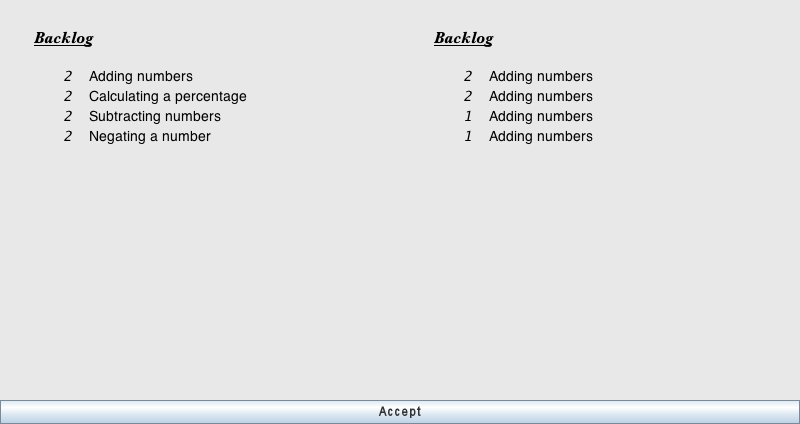 Backlog
2 Adding numbers
2 Calculating a percentage
2 Subtracting numbers
2 Negating a number
Backlog
2 Adding numbers
2 Adding numbers
1 Adding numbers
1 Adding numbers
Accept